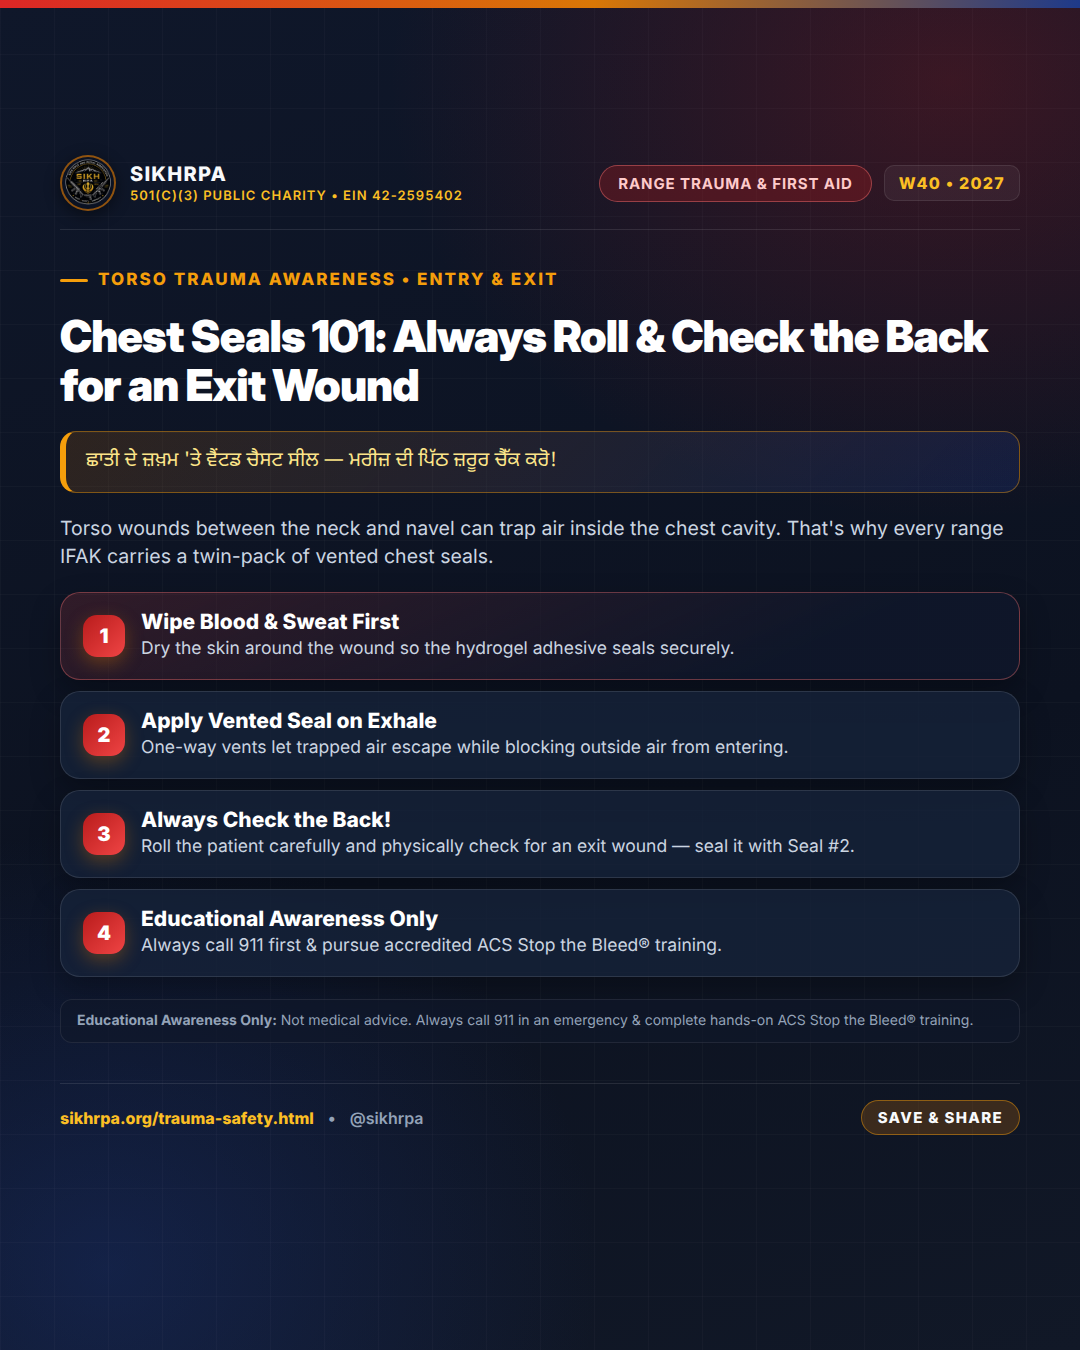 SIKH
SIKHRPA
501(C)(3) PUBLIC CHARITY • EIN 42-2595402
RANGE TRAUMA & FIRST AID
W40 • 2027
TORSO TRAUMA AWARENESS • ENTRY & EXIT
Chest Seals 101: Always Roll & Check the Back
for an Exit Wound
ਛਾਤੀ ਦੇ ਜ਼ਖ਼ਮ 'ਤੇ ਵੈਂਟਡ ਚੈਸਟ ਸੀਲ — ਮਰੀਜ਼ ਦੀ ਪਿੱਠ ਜ਼ਰੂਰ ਚੈੱਕ ਕਰੋ!
Torso wounds between the neck and navel can trap air inside the chest cavity. That's why every range
IFAK carries a twin-pack of vented chest seals.
1
Wipe Blood & Sweat First
Dry the skin around the wound so the hydrogel adhesive seals securely.
2
Apply Vented Seal on Exhale
One-way vents let trapped air escape while blocking outside air from entering.
3
Always Check the Back!
Roll the patient carefully and physically check for an exit wound — seal it with Seal #2.
4
Educational Awareness Only
Always call 911 first & pursue accredited ACS Stop the Bleed® training.
Educational Awareness Only: Not medical advice. Always call 911 in an emergency & complete hands-on ACS Stop the Bleed® training.
sikhrpa.org/trauma-safety.html • @sikhrpa
SAVE & SHARE